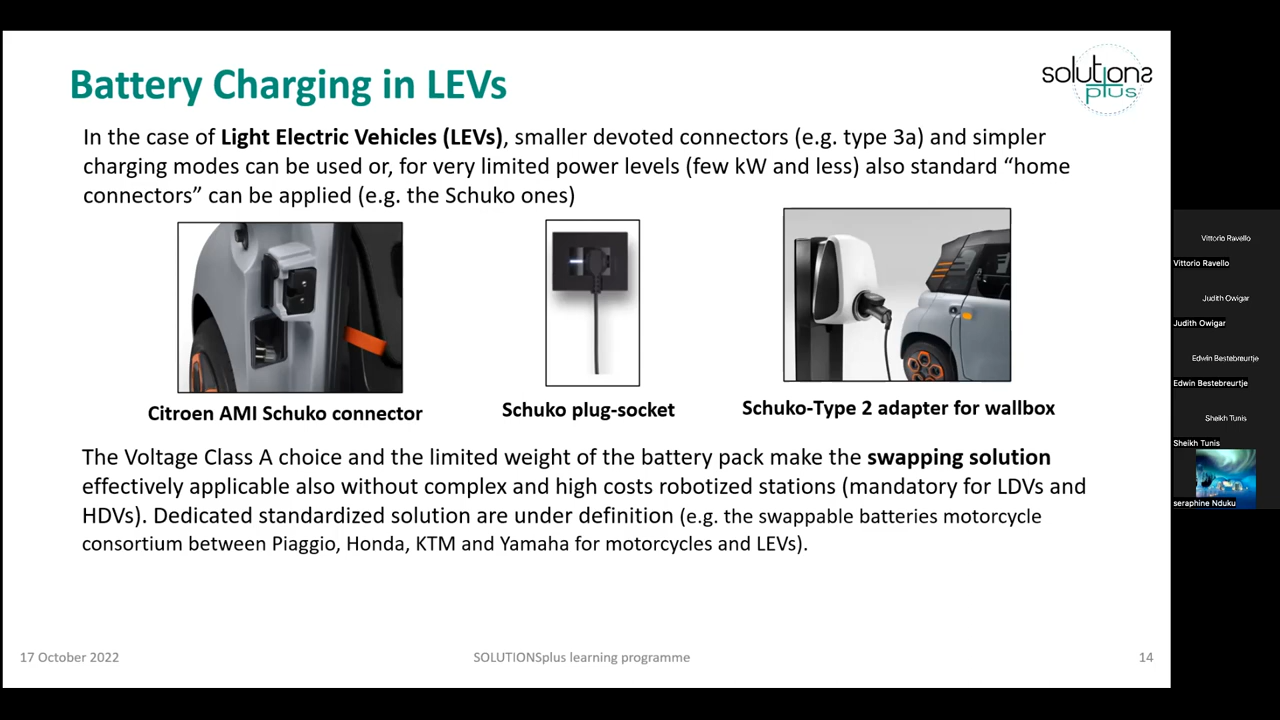 Battery Charging in LEVs
solutions
plus
In the case of Light Electric Vehicles (LEVs), smaller devoted connectors (e.g. type 3a) and simpler
charging modes can be used or, for very limited power levels (few kW and less) also standard “home
connectors” can be applied (e.g. the Schuko ones)
Citroen AMI Schuko connector
Schuko plug-socket
Schuko-Type 2 adapter for wallbox
The Voltage Class A choice and the limited weight of the battery pack make the swapping solution
effectively applicable also without complex and high costs robotized stations (mandatory for LDVs and
HDVs). Dedicated standardized solution are under definition (e.g. the swappable batteries motorcycle
consortium between Piaggio, Honda, KTM and Yamaha for motorcycles and LEVs).
17 October 2022
SOLUTIONSplus learning programme
14
Vittorio Ravello
Vittorio Ravello
Judith Owigar
Judith Owigar
Edwin Bestebreurtje
Edwin Bestebreurtje
Sheikh Tunis
Sheikh Tunis
seraphine Nduku